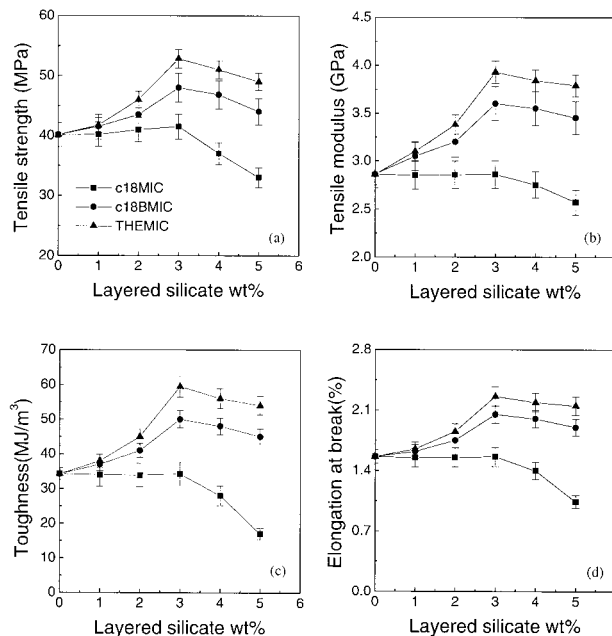 Tensile strength (MPa)
60
50
40
30
20
c18MIC
c18BMIC
THEMIC
(a)
0 1 2 3 4 5 6
Layered silicate wt%
Tensile modulus (GPa)
4.5
4.0
3.5
3.0
2.5
2.0
(b)
0 1 2 3 4 5 6
Layered silicate wt%
Toughness(MJ/m³)
70
60
50
40
30
20
10
0
(c)
0 1 2 3 4 5 6
Layered silicate wt%
Elongation at break(%)
2.8
2.1
1.4
0.7
0.0
(d)
0 1 2 3 4 5 6
Layered silicate wt%